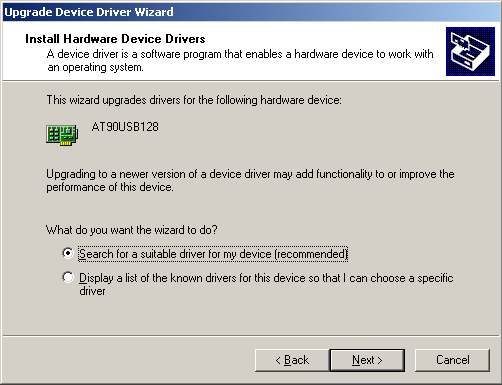 Upgrade Device Driver Wizard
Install Hardware Device Drivers
A device driver is a software program that enables a hardware device to work with
an operating system.
This wizard upgrades drivers for the following hardware device:
AT90USB128
Upgrading to a newer version of a device driver may add functionality to or improve the
performance of this device.
What do you want the wizard to do?
Search for a suitable driver for my device (recommended)
Display a list of the known drivers for this device so that I can choose a specific
driver
< Back
Next >
Cancel